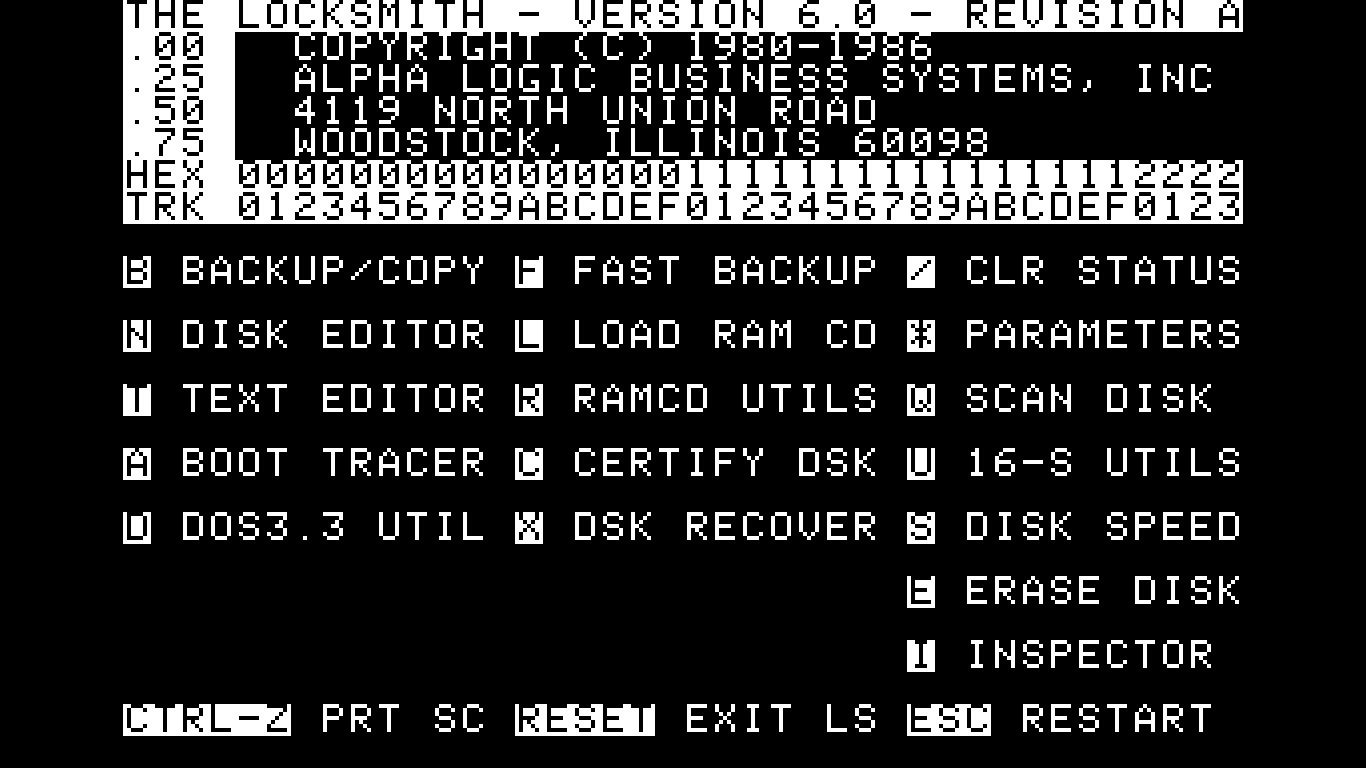 THE LOCKSMITH - VERSION 6.0 - REVISION A
.00 COPYRIGHT (C) 1980-1986
.25 ALPHA LOGIC BUSINESS SYSTEMS, INC
.50 4119 NORTH UNION ROAD
.75 WOODSTOCK, ILLINOIS 60098
HEX 000000000000000011111111111111112222
TRK 0123456789ABCDEF0123456789ABCDEF0123
B BACKUP/COPY F FAST BACKUP / CLR STATUS
N DISK EDITOR L LOAD RAM CD * PARAMETERS
T TEXT EDITOR R RAMCD UTILS Q SCAN DISK
A BOOT TRACER C CERTIFY DSK U 16-S UTILS
D DOS3.3 UTIL X DSK RECOVER S DISK SPEED
E ERASE DISK
I INSPECTOR
CTRL-Z PRT SC RESET EXIT LS ESC RESTART